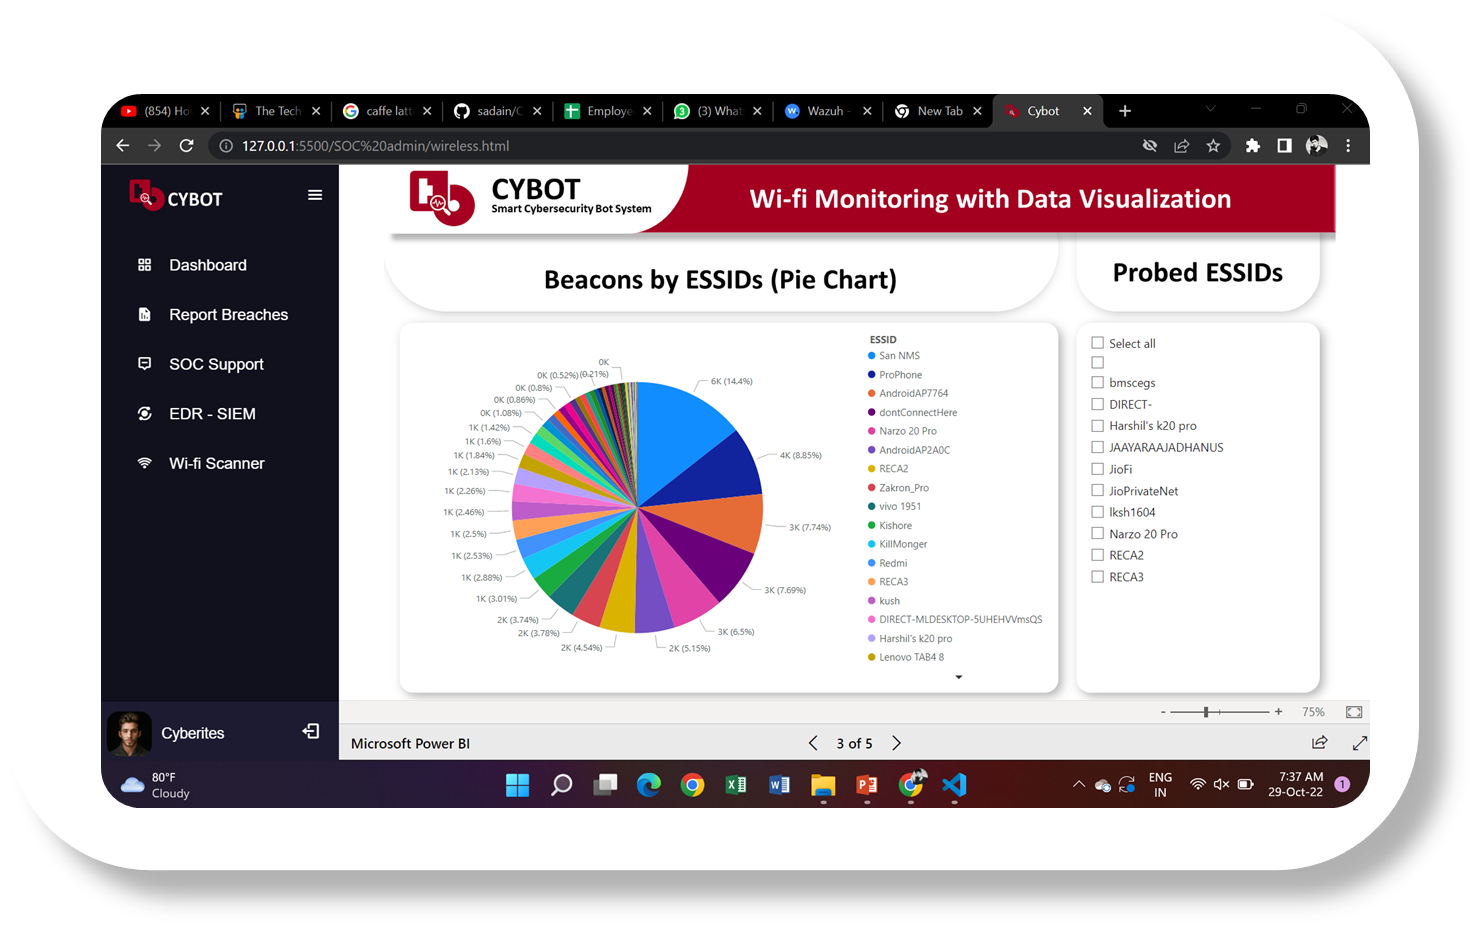 (854) Ho
The Tech
caffe latt
sadain/C
Employe
(3) What
Wazuh -
New Tab
Cybot
127.0.0.1:5500/SOC%20admin/wireless.html
CYBOT
Dashboard
Report Breaches
SOC Support
EDR - SIEM
Wi-fi Scanner
Cyberites
CYBOT
Smart Cybersecurity Bot System
Wi-fi Monitoring with Data Visualization
Beacons by ESSIDs (Pie Chart)
Probed ESSIDs
0K
0K (0.52%)
(0.21%)
0K (0.8%)
0K (0.86%)
0K (1.08%)
1K (1.42%)
1K (1.6%)
1K (1.84%)
1K (2.13%)
1K (2.26%)
1K (2.46%)
1K (2.5%)
1K (2.53%)
1K (2.88%)
1K (3.01%)
2K (3.74%)
2K (3.78%)
2K (4.54%)
2K (5.15%)
3K (6.5%)
3K (7.69%)
3K (7.74%)
4K (8.85%)
6K (14.4%)
ESSID
San NMS
ProPhone
AndroidAP7764
dontConnectHere
Narzo 20 Pro
AndroidAP2A0C
RECA2
Zakron_Pro
vivo 1951
Kishore
KillMonger
Redmi
RECA3
kush
DIRECT-MLDESKTOP-5UHEHVVmsQS
Harshil's k20 pro
Lenovo TAB4 8
Select all
bmscegs
DIRECT-
Harshil's k20 pro
JAAYARAAJADHANUS
JioFi
JioPrivateNet
lksh1604
Narzo 20 Pro
RECA2
RECA3
- + 75%
Microsoft Power BI
3 of 5
80°F
Cloudy
ENG
IN
7:37 AM
29-Oct-22
1